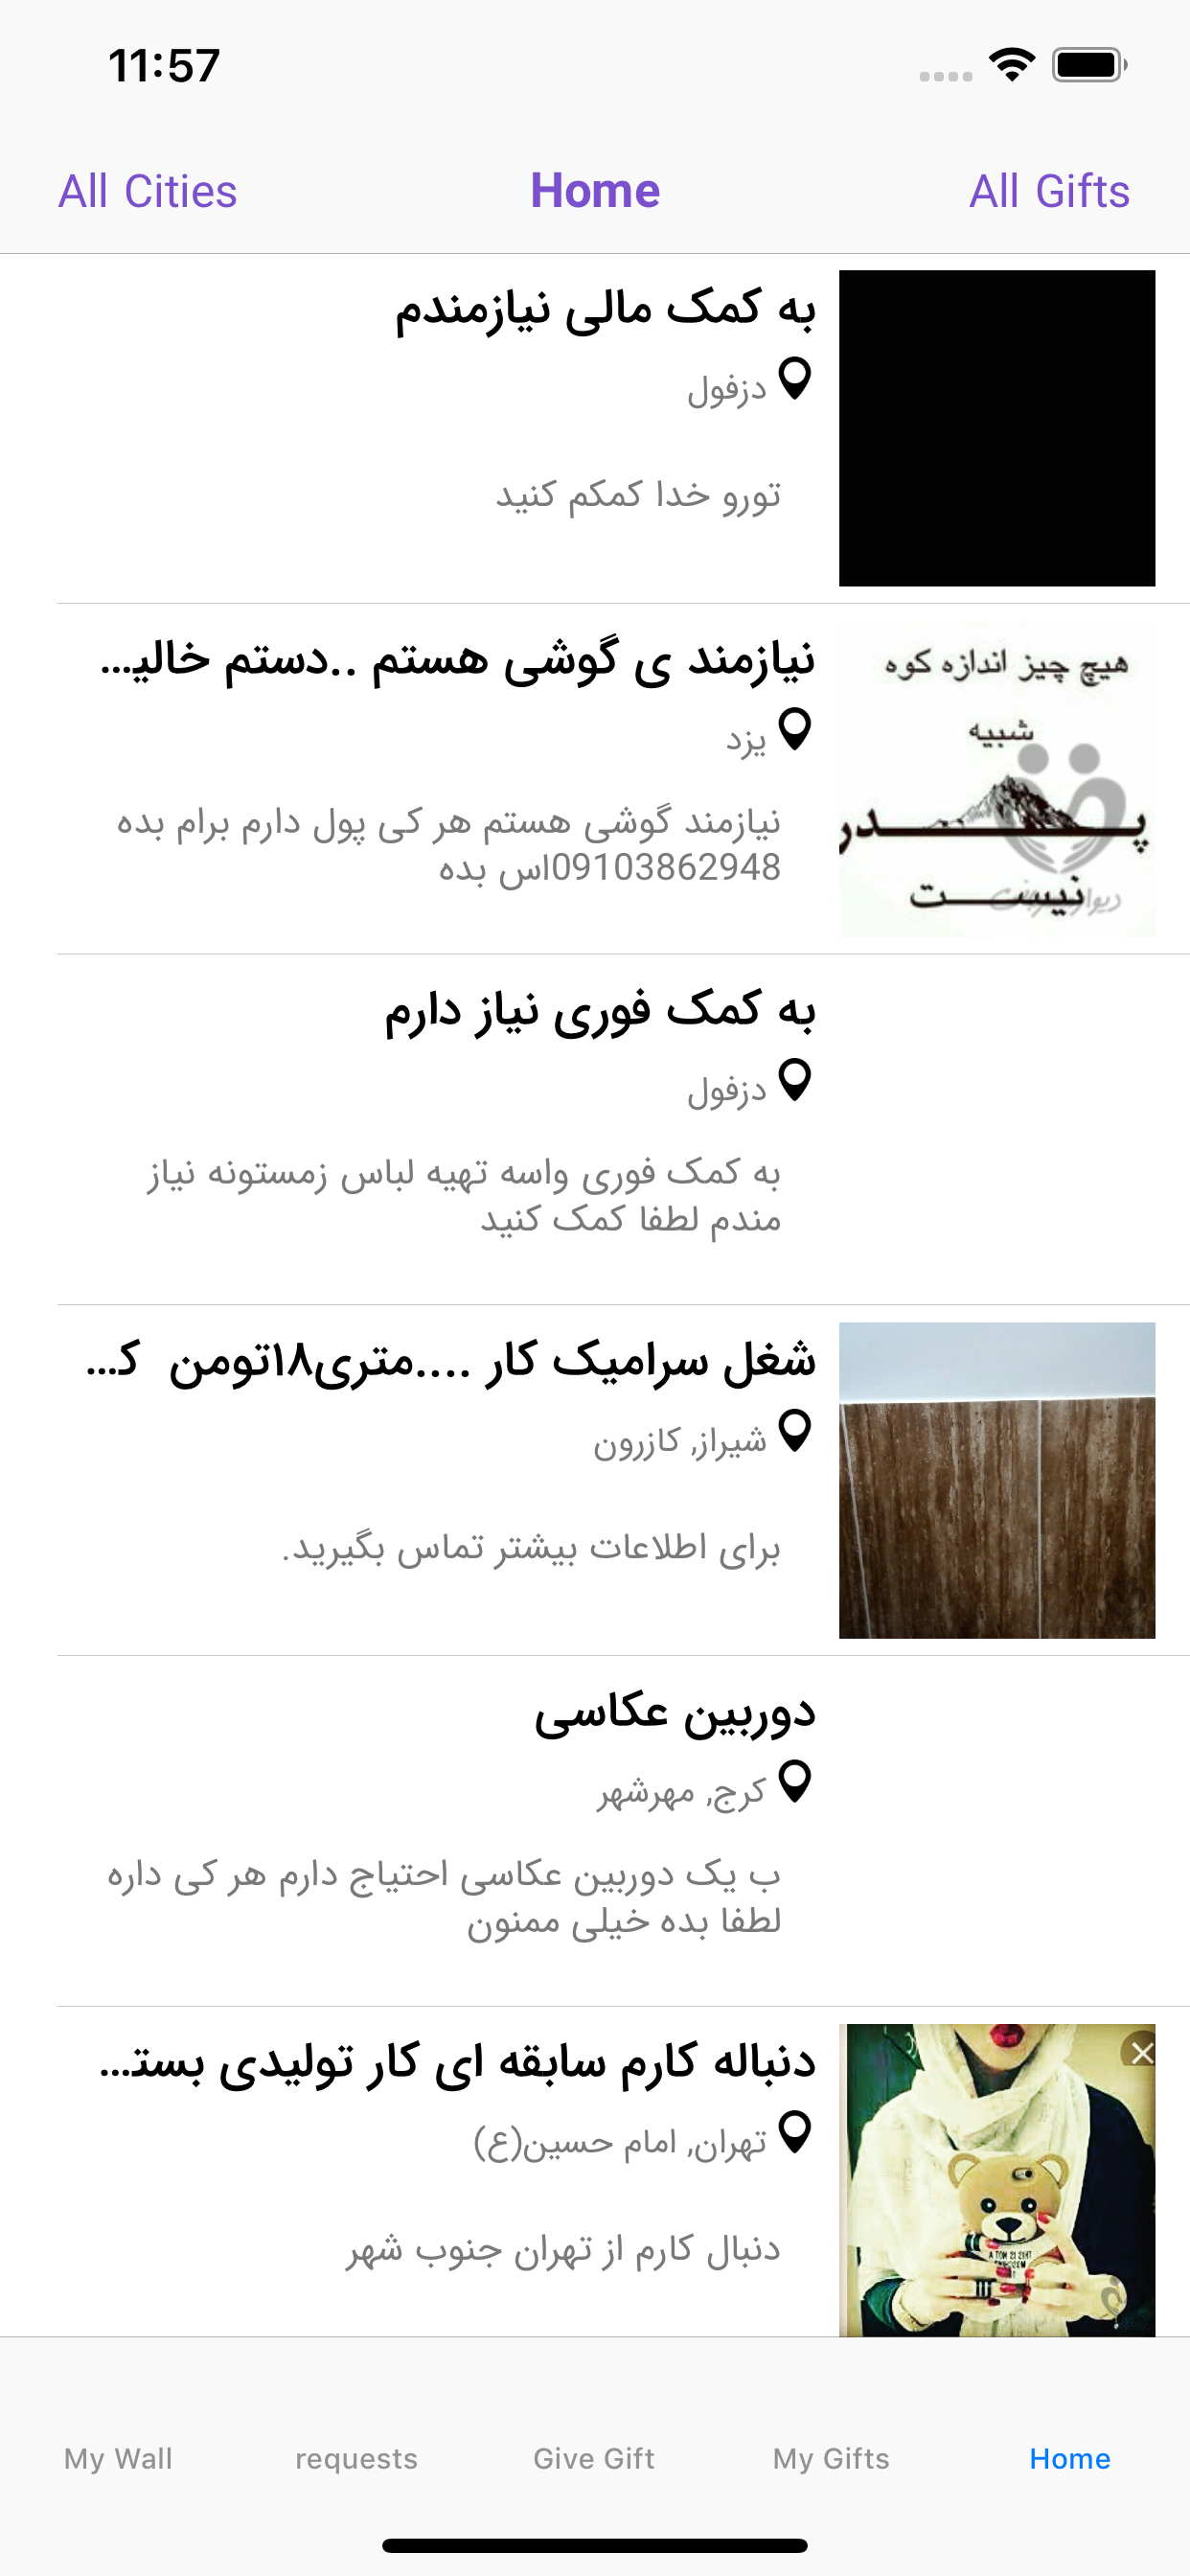 11:57
All Cities
Home
All Gifts
به کمک مالی نیازمندم
دزفول
تورو خدا کمکم کنید
نیازمند ی گوشی هستم ..دستم خالیـ...
یزد
نیازمند گوشی هستم هر کی پول دارم برام بده
09103862948اس بده
هیچ چیز اندازه کوه
شبیه
پـــدر
نیســـت
به کمک فوری نیاز دارم
دزفول
به کمک فوری واسه تهیه لباس زمستونه نیاز
مندم لطفا کمک کنید
شغل سرامیک کار ....متری۱۸تومن کـ...
شیراز, کازرون
برای اطلاعات بیشتر تماس بگیرید.
دوربین عکاسی
کرج, مهرشهر
ب یک دوربین عکاسی احتیاج دارم هر کی داره
لطفا بده خیلی ممنون
دنباله کارم سابقه ای کار تولیدی بستـ...
تهران, امام حسین(ع)
دنبال کارم از تهران جنوب شهر
My Wall
requests
Give Gift
My Gifts
Home